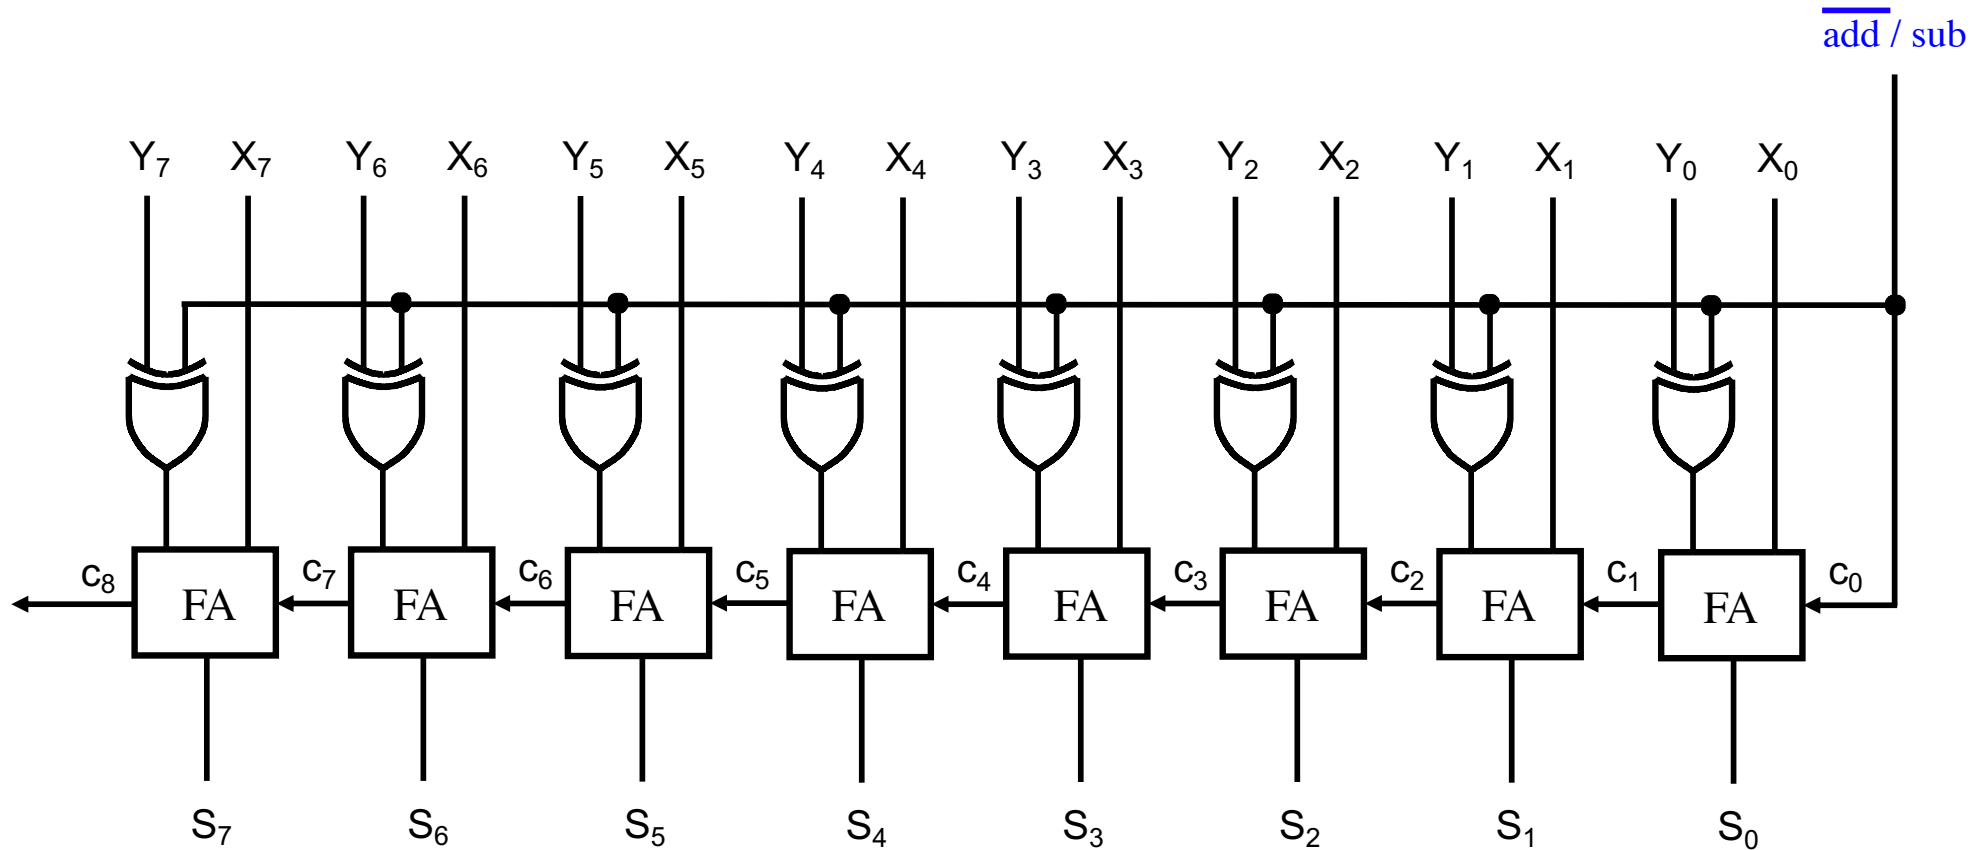 a̅d̅d̅ / sub
Y₇ X₇ Y₆ X₆ Y₅ X₅ Y₄ X₄ Y₃ X₃ Y₂ X₂ Y₁ X₁ Y₀ X₀
c₈ FA c₇ FA c₆ FA c₅ FA c₄ FA c₃ FA c₂ FA c₁ FA c₀
S₇ S₆ S₅ S₄ S₃ S₂ S₁ S₀